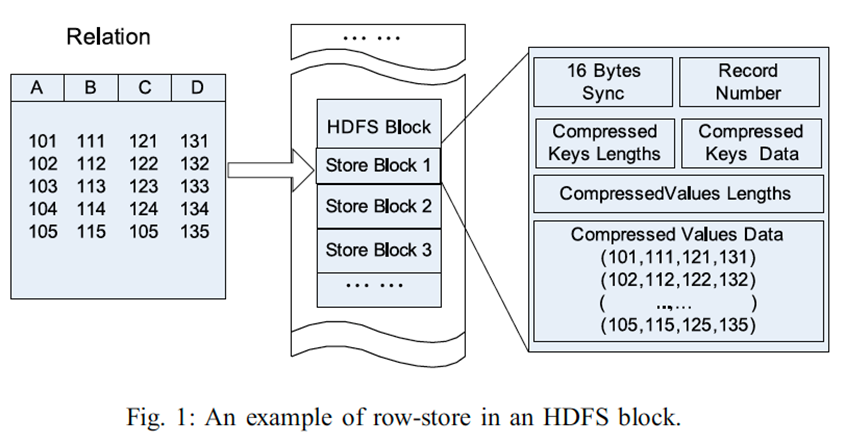 Relation
A B C D
101 111 121 131
102 112 122 132
103 113 123 133
104 114 124 134
105 115 105 135
... ...
HDFS Block
Store Block 1
Store Block 2
Store Block 3
... ...
16 Bytes
Sync
Record
Number
Compressed
Keys Lengths
Compressed
Keys Data
CompressedValues Lengths
Compressed Values Data
(101,111,121,131)
(102,112,122,132)
( ...,... )
(105,115,125,135)
Fig. 1: An example of row-store in an HDFS block.